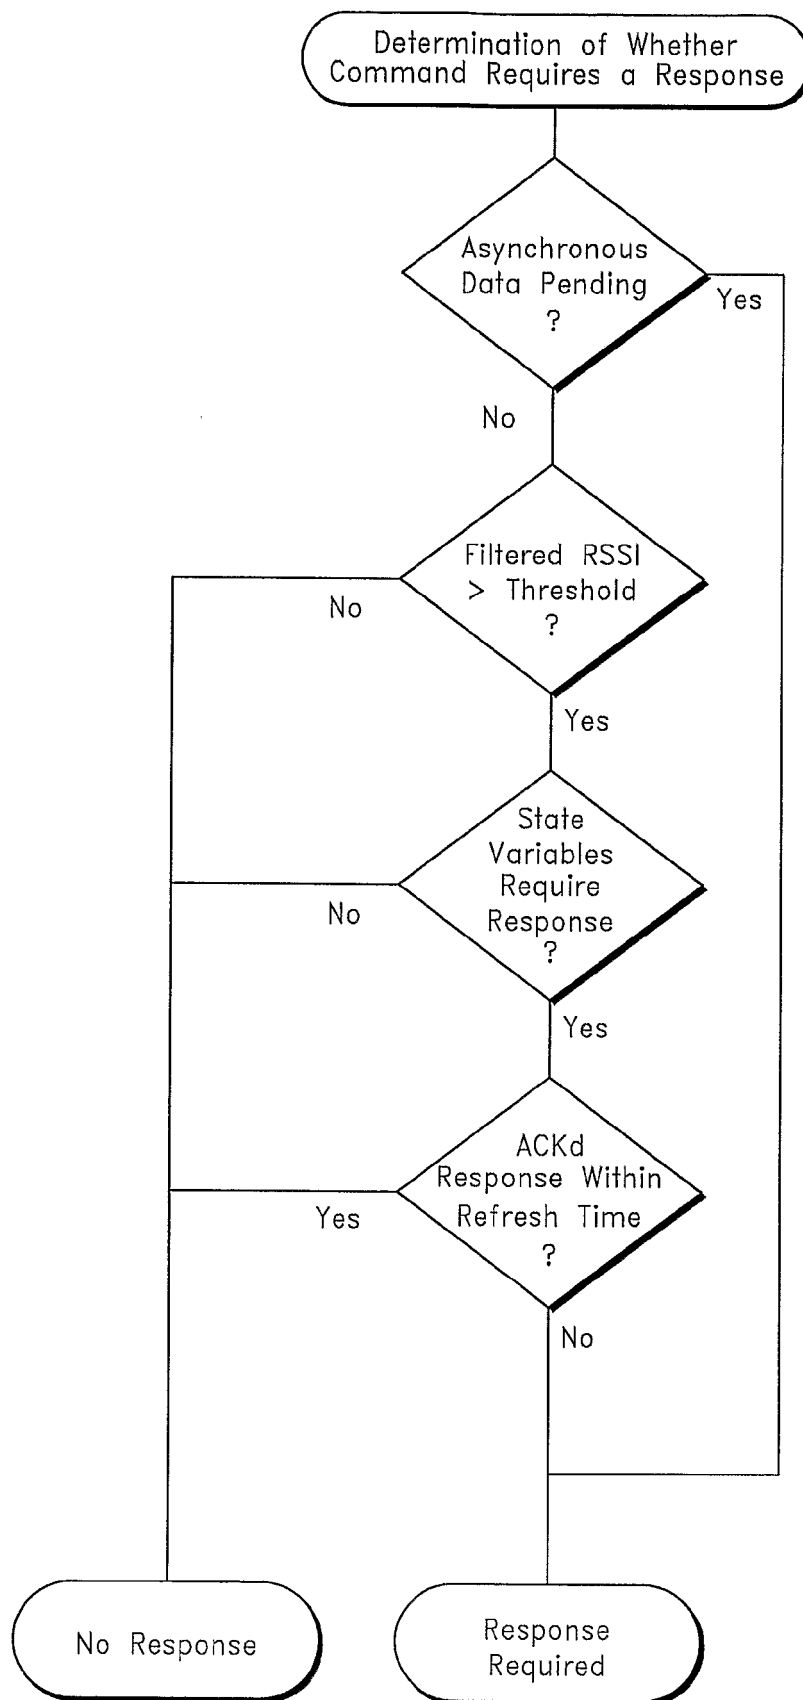 Determination of Whether
Command Requires a Response
Asynchronous
Data Pending
?
Yes
No
Filtered RSSI
> Threshold
?
No
Yes
State
Variables
Require
Response
?
No
Yes
ACKd
Response Within
Refresh Time
?
Yes
No
No Response
Response
Required